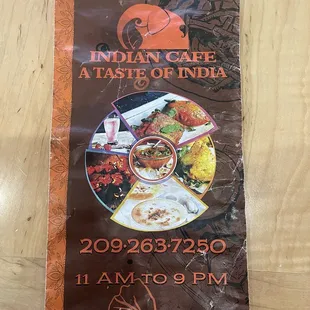 INDIAN CAFE
A TASTE OF INDIA
209-263-7250
11 AM TO 9 PM